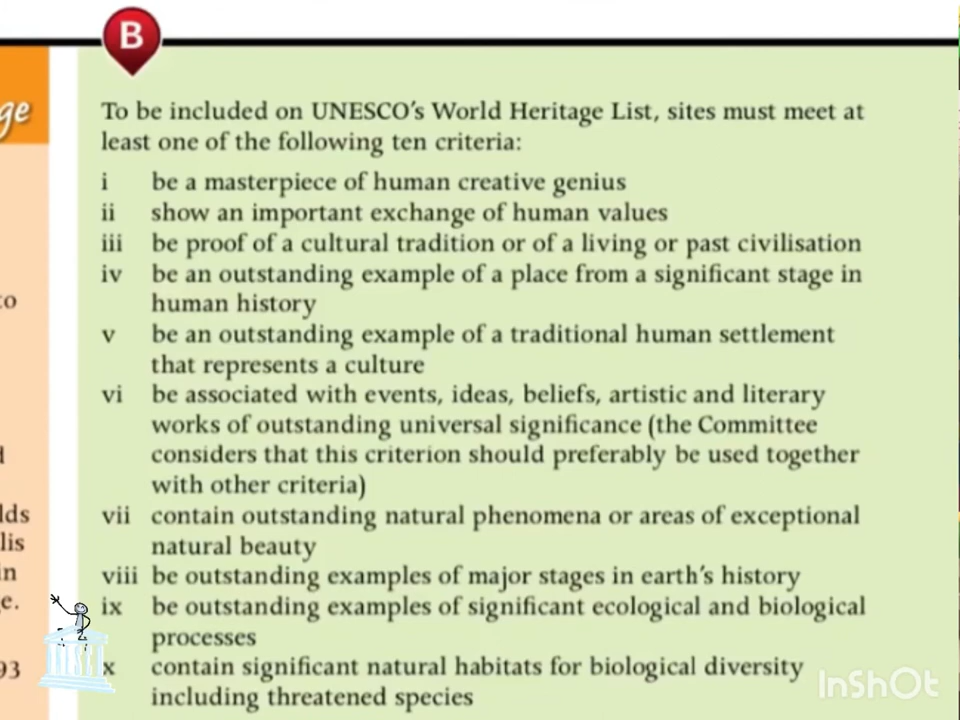 B
ge
To be included on UNESCO's World Heritage List, sites must meet at
least one of the following ten criteria:
i be a masterpiece of human creative genius
ii show an important exchange of human values
iii be proof of a cultural tradition or of a living or past civilisation
iv be an outstanding example of a place from a significant stage in
human history
v be an outstanding example of a traditional human settlement
that represents a culture
vi be associated with events, ideas, beliefs, artistic and literary
works of outstanding universal significance (the Committee
considers that this criterion should preferably be used together
with other criteria)
vii contain outstanding natural phenomena or areas of exceptional
natural beauty
viii be outstanding examples of major stages in earth's history
ix be outstanding examples of significant ecological and biological
processes
x contain significant natural habitats for biological diversity
including threatened species
to
d
lds
lis
in
e.
93
InShOt